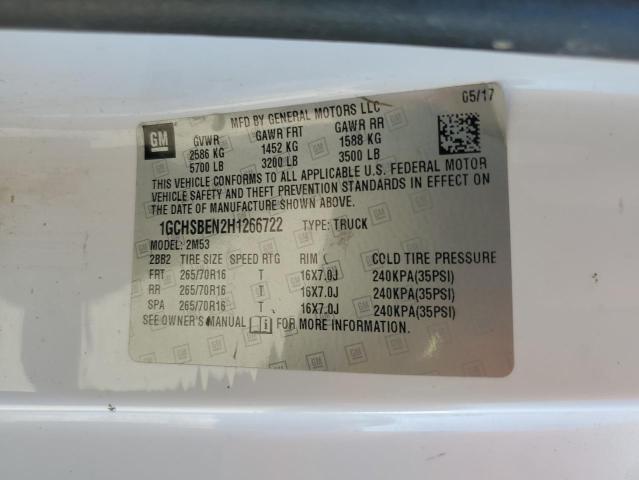 05/17
MFD BY GENERAL MOTORS LLC
GM
GVWR GAWR FRT GAWR RR
2586 KG 1452 KG 1588 KG
5700 LB 3200 LB 3500 LB
THIS VEHICLE CONFORMS TO ALL APPLICABLE U.S. FEDERAL MOTOR
VEHICLE SAFETY AND THEFT PREVENTION STANDARDS IN EFFECT ON
THE DATE OF MANUFACTURE SHOWN ABOVE.
1GCHSBEN2H1266722 TYPE: TRUCK
MODEL: 2M53
2BB2 TIRE SIZE SPEED RTG RIM COLD TIRE PRESSURE
FRT 265/70R16 T 16X7.0J 240KPA(35PSI)
RR 265/70R16 T 16X7.0J 240KPA(35PSI)
SPA 265/70R16 T 16X7.0J 240KPA(35PSI)
SEE OWNER'S MANUAL FOR MORE INFORMATION.